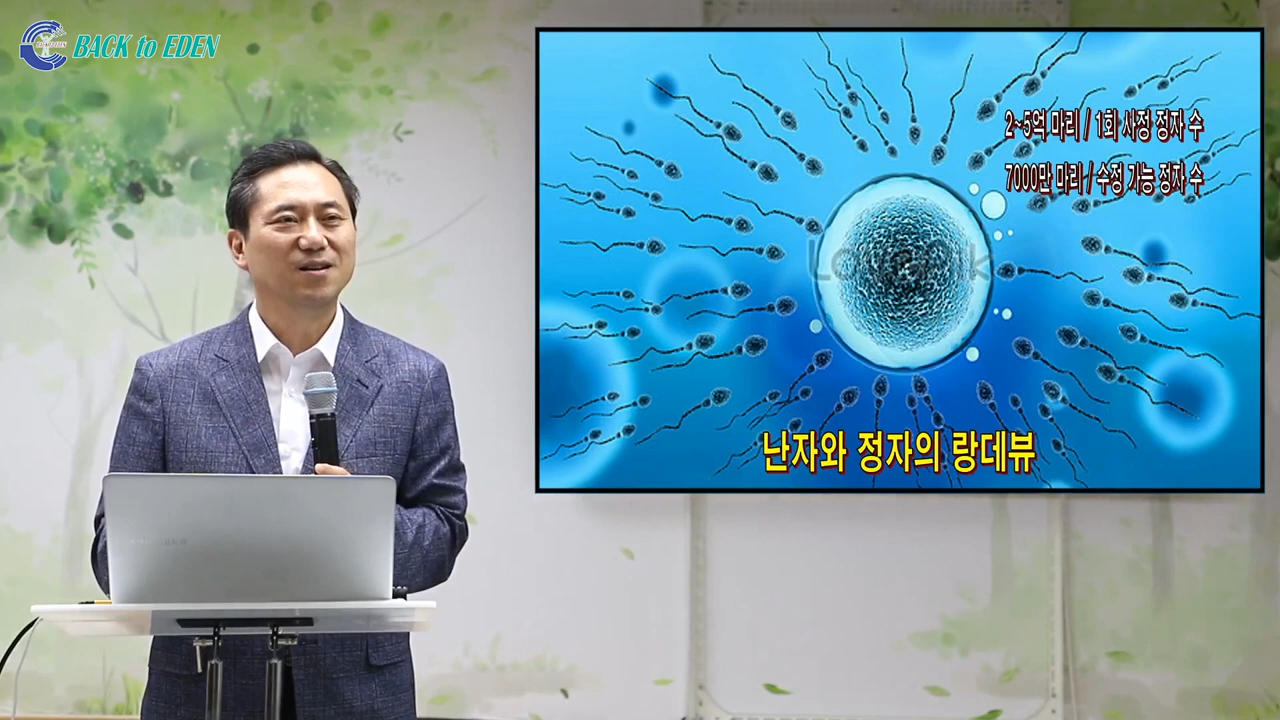 BACK to EDEN
2~5억 마리 / 1회 사정 정자 수
7000만 마리 / 수정 가능 정자 수
난자와 정자의 랑데뷰